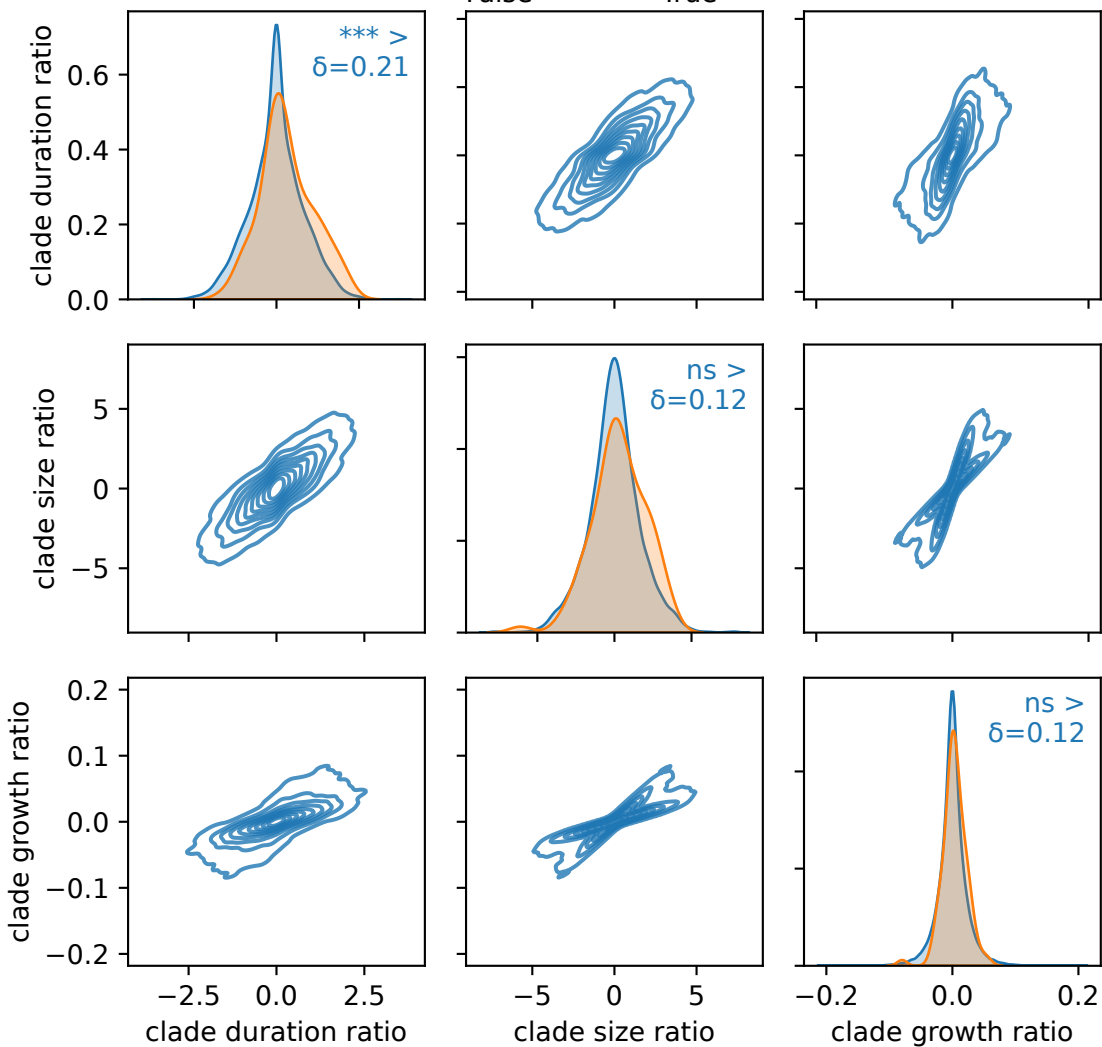 True
clade duration ratio
0.6
0.4
0.2
0.0
*** >
δ=0.21
clade size ratio
5
0
−5
ns >
δ=0.12
clade growth ratio
0.2
0.1
0.0
−0.1
−0.2
ns >
δ=0.12
−2.5 0.0 2.5
−5 0 5
−0.2 0.0 0.2
clade duration ratio
clade size ratio
clade growth ratio